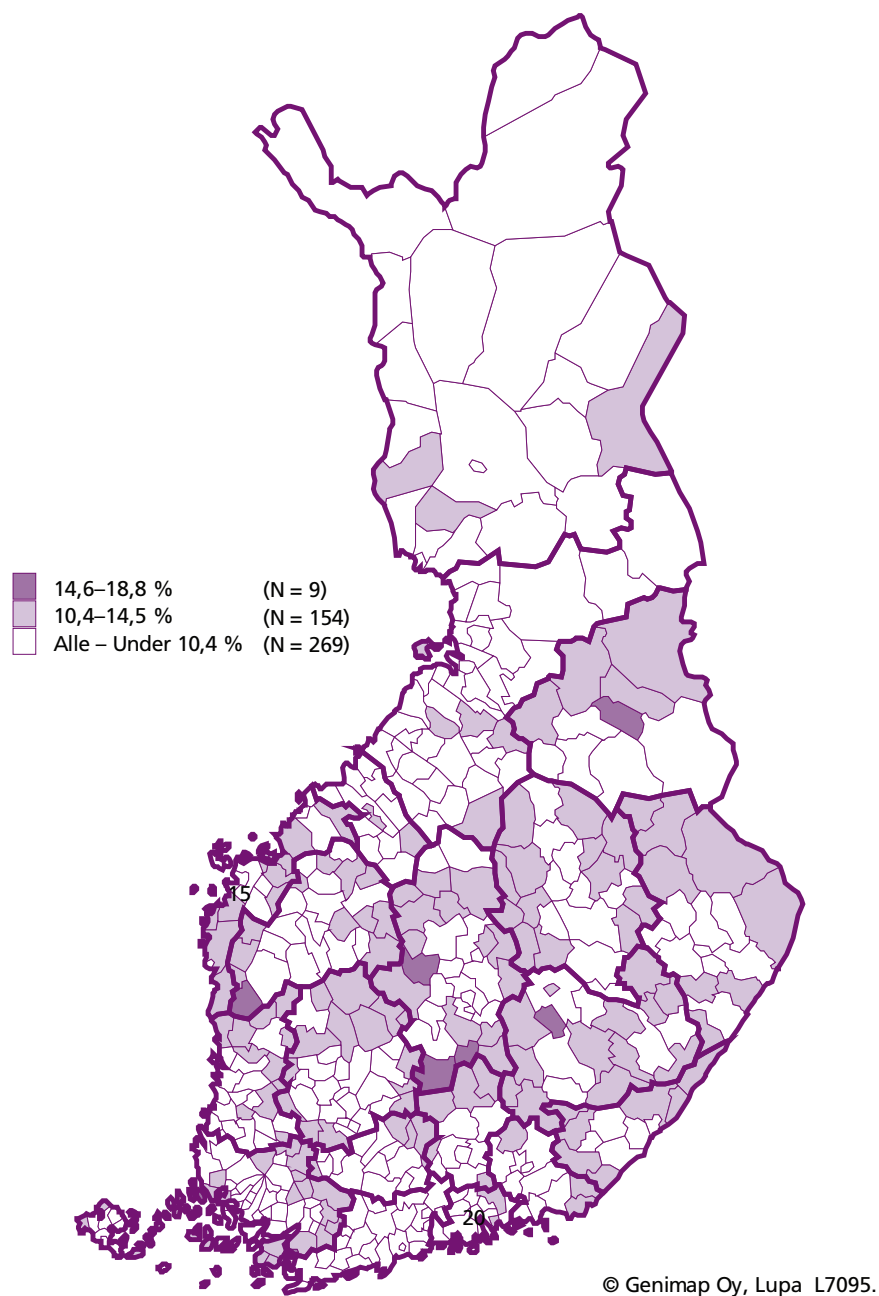 15
14,6–18,8 % (N = 9)
10,4–14,5 % (N = 154)
Alle – Under 10,4 % (N = 269)
20
© Genimap Oy, Lupa L7095.